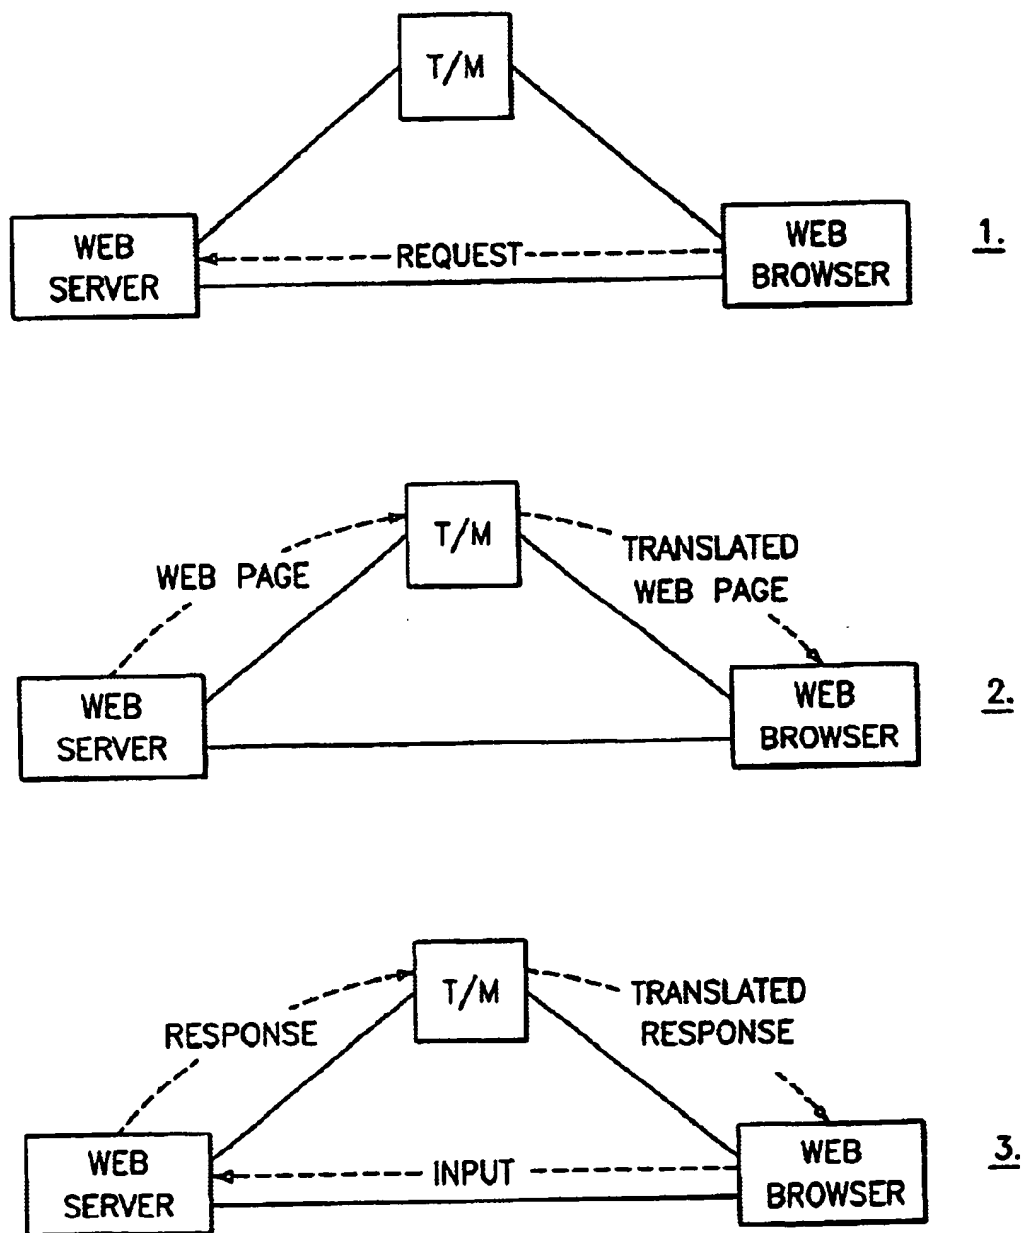 T/M
WEB
SERVER
REQUEST
WEB
BROWSER
1.
T/M
WEB PAGE
TRANSLATED
WEB PAGE
WEB
SERVER
WEB
BROWSER
2.
T/M
RESPONSE
TRANSLATED
RESPONSE
WEB
SERVER
INPUT
WEB
BROWSER
3.